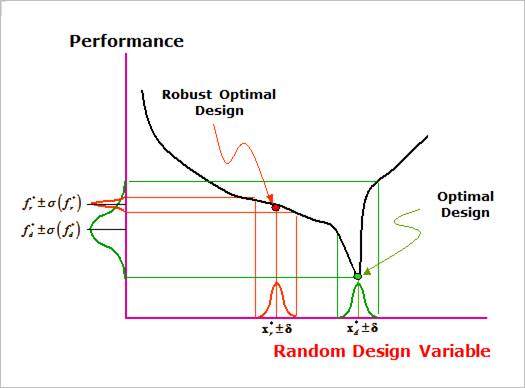 Performance
Robust Optimal
Design
f*r ± σ(f*r)
f*d ± σ(f*d)
Optimal
Design
x*r ± δ
x*d ± δ
Random Design Variable